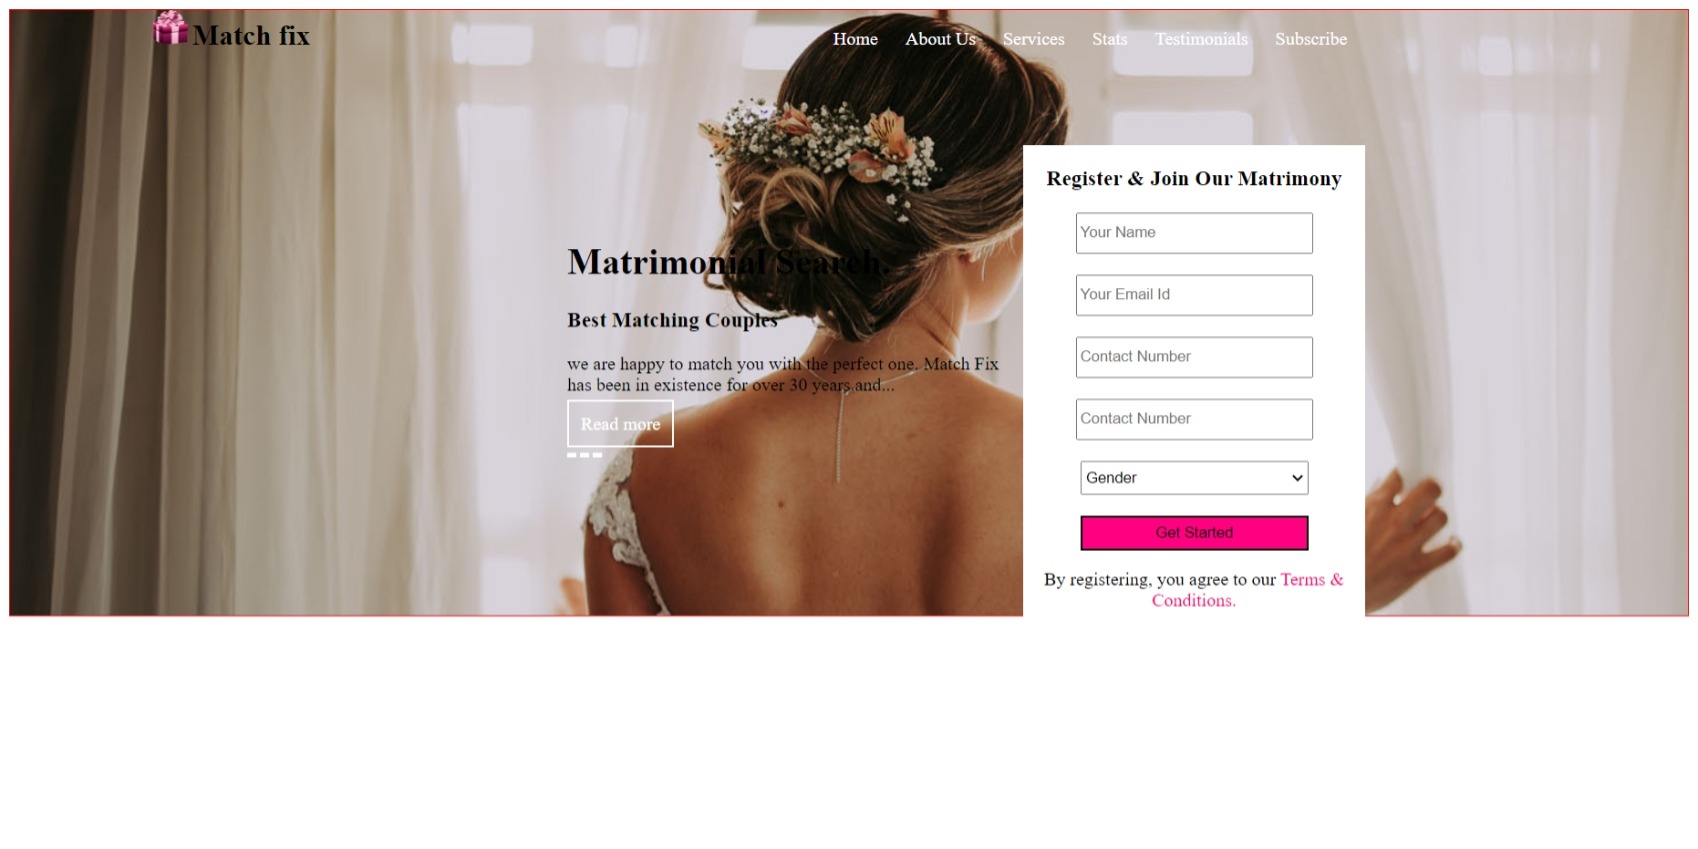 Match fix
Home About Us Services Stats Testimonials Subscribe
Register & Join Our Matrimony
Your Name
Your Email Id
Contact Number
Contact Number
Gender
Get Started
By registering, you agree to our Terms &
Conditions.
Matrimonial Search.
Best Matching Couples
we are happy to match you with the perfect one. Match Fix
has been in existence for over 30 years,and...
Read more